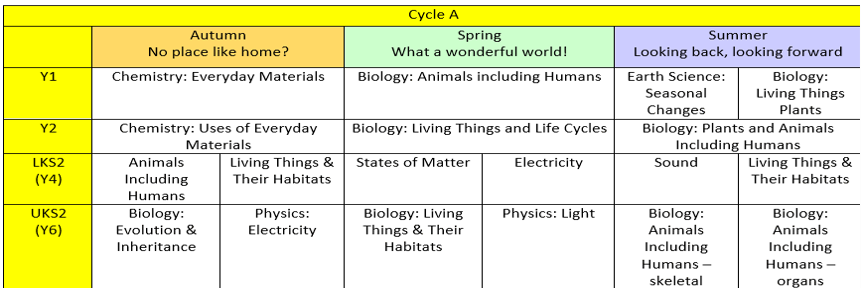 Cycle A
Autumn
No place like home?
Spring
What a wonderful world!
Summer
Looking back, looking forward
Y1
Chemistry: Everyday Materials
Biology: Animals including Humans
Earth Science:
Seasonal
Changes
Biology:
Living Things
Plants
Y2
Chemistry: Uses of Everyday
Materials
Biology: Living Things and Life Cycles
Biology: Plants and Animals
Including Humans
LKS2
(Y4)
Animals
Including
Humans
Living Things &
Their Habitats
States of Matter
Electricity
Sound
Living Things &
Their Habitats
UKS2
(Y6)
Biology:
Evolution &
Inheritance
Physics:
Electricity
Biology: Living
Things & Their
Habitats
Physics: Light
Biology:
Animals
Including
Humans –
skeletal
Biology:
Animals
Including
Humans –
organs